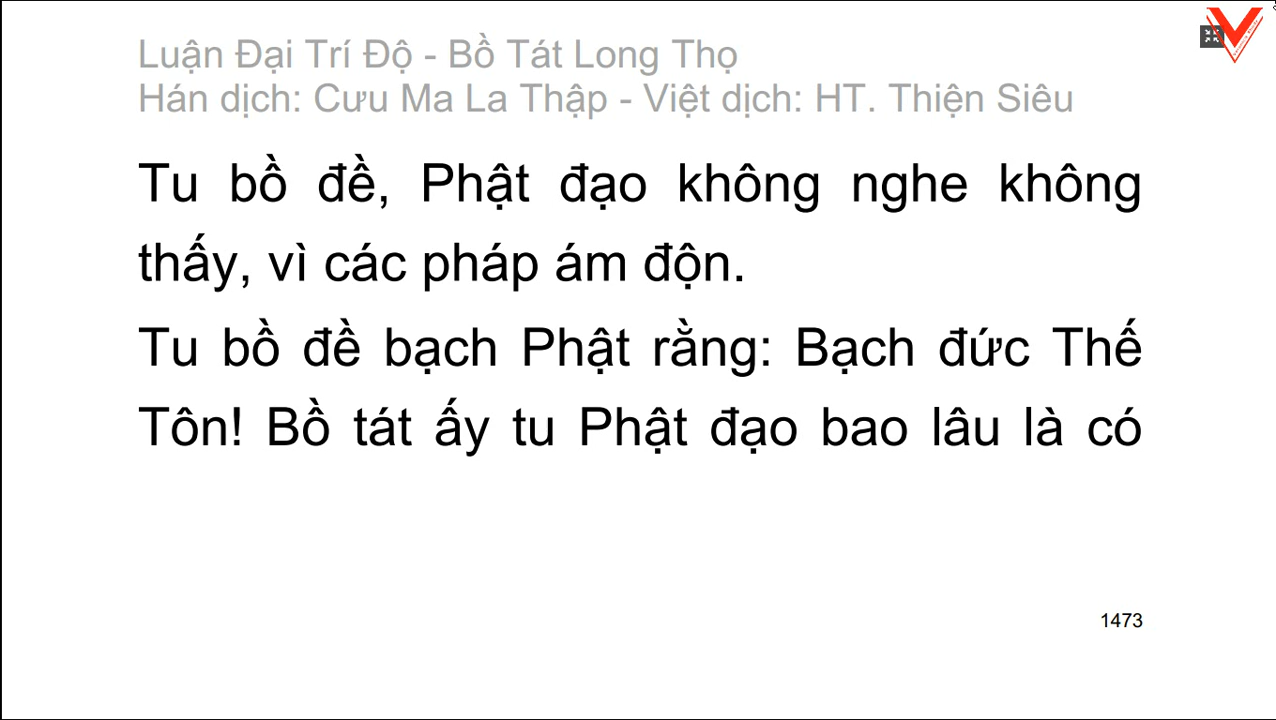 Luận Đại Trí Độ - Bồ Tát Long Thọ
Hán dịch: Cưu Ma La Thập - Việt dịch: HT. Thiện Siêu
Tu bồ đề, Phật đạo không nghe không
thấy, vì các pháp ám độn.
Tu bồ đề bạch Phật rằng: Bạch đức Thế
Tôn! Bồ tát ấy tu Phật đạo bao lâu là có
1473